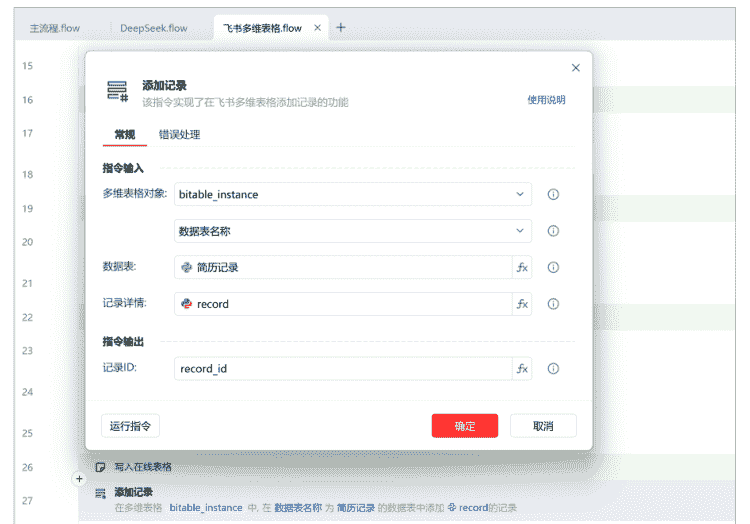 主流程.flow DeepSeek.flow 飞书多维表格.flow × +
15
添加记录
16 该指令实现了在飞书多维表格添加记录的功能 使用说明
17 常规 错误处理
18 指令输入
19 多维表格对象: bitable_instance
20 数据表名称
21 数据表: 简历记录 fx
22 记录详情: record fx
23 指令输出
24 记录ID: record_id fx
25 运行指令 确定 取消
26 写入在线表格
27 添加记录
在多维表格 bitable_instance 中, 在 数据表名称 为 简历记录 的数据表中添加 record的记录